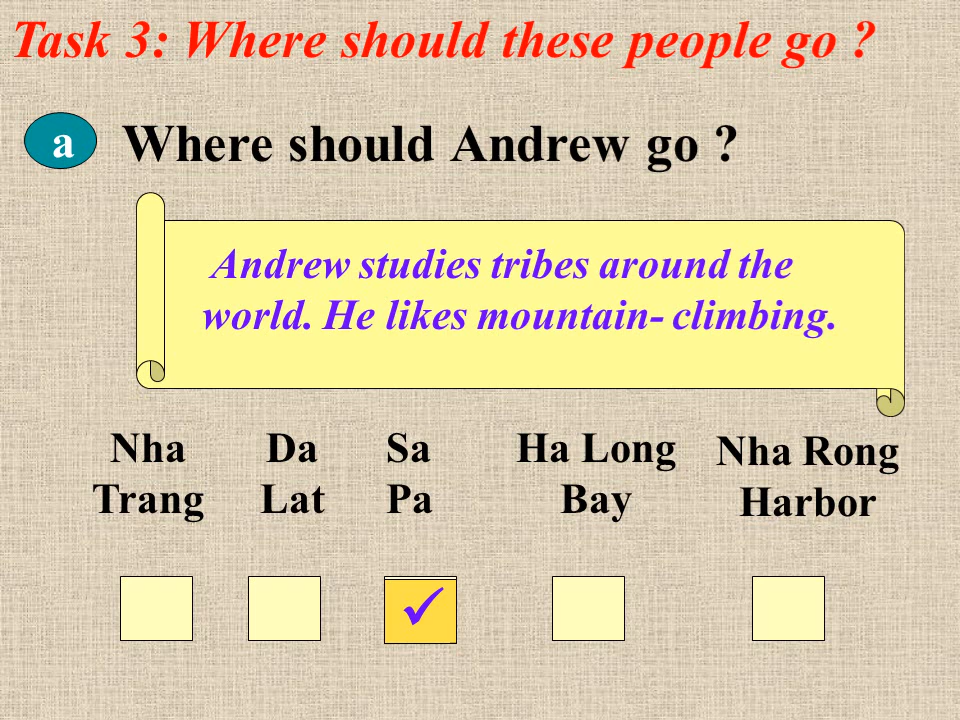 Task 3: Where should these people go ?
a
Where should Andrew go ?
Andrew studies tribes around the
world. He likes mountain- climbing.
Nha
Trang
Da
Lat
Sa
Pa
Ha Long
Bay
Nha Rong
Harbor
✓